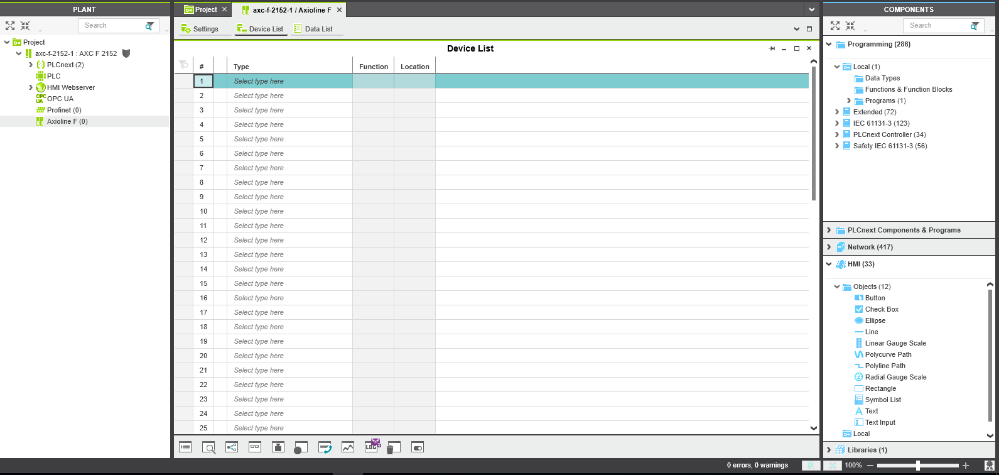 PLANT
Search
Project
axc-f-2152-1 : AXC F 2152
PLCnext (2)
PLC
HMI Webserver
OPC UA
OPC UA
Profinet (0)
Axioline F (0)
Project
axc-f-2152-1 / Axioline F
Settings
Device List
Data List
Device List
# Type Function Location
1 Select type here
2 Select type here
3 Select type here
4 Select type here
5 Select type here
6 Select type here
7 Select type here
8 Select type here
9 Select type here
10 Select type here
11 Select type here
12 Select type here
13 Select type here
14 Select type here
15 Select type here
16 Select type here
17 Select type here
18 Select type here
19 Select type here
20 Select type here
21 Select type here
22 Select type here
23 Select type here
24 Select type here
25 Select type here
LOG
COMPONENTS
Search
Programming (286)
Local (1)
Data Types
Functions & Function Blocks
Programs (1)
Extended (72)
IEC 61131-3 (123)
PLCnext Controller (34)
Safety IEC 61131-3 (56)
PLCnext Components & Programs
Network (417)
HMI (33)
Objects (12)
Button
Check Box
Ellipse
Line
Linear Gauge Scale
Polycurve Path
Polyline Path
Radial Gauge Scale
Rectangle
Symbol List
Text
Text Input
Local
Libraries (1)
0 errors, 0 warnings
100%